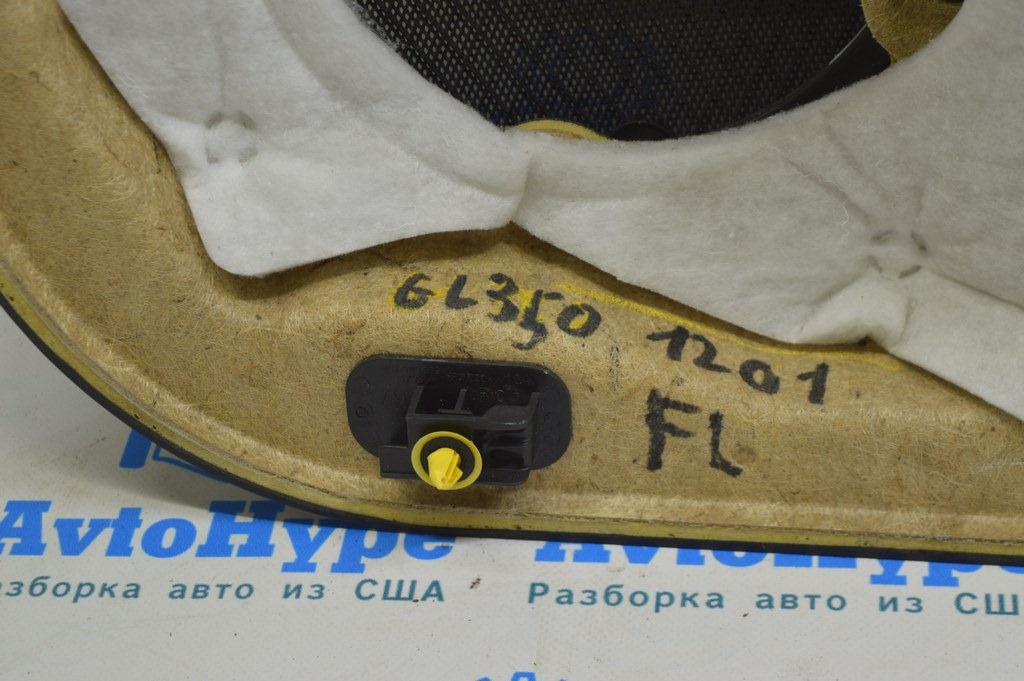 GL350 1201
FL
AvtoHype AvtoHype
Разборка авто из США Разборка авто из США